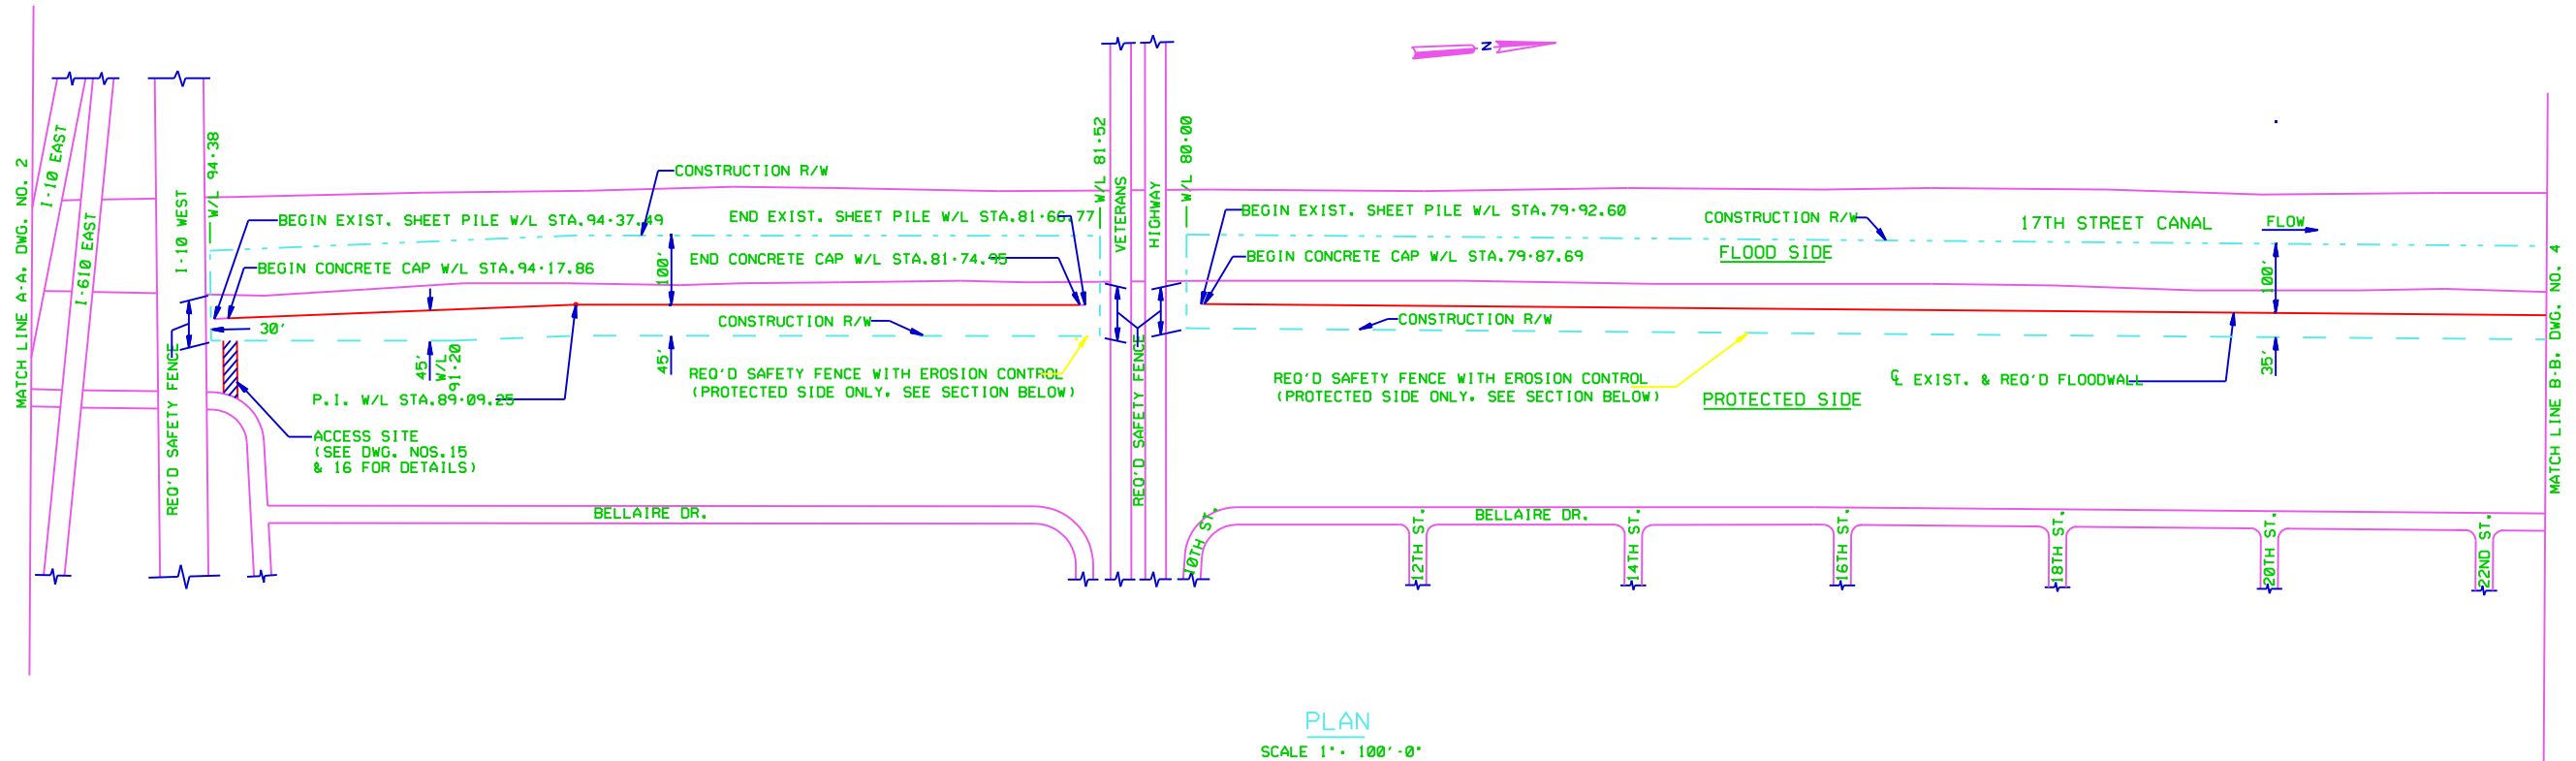 MATCH LINE A-A. DWG. NO. 2
I-10 EAST
I-610 EAST
I-10 WEST
W/L 94+38
REQ'D SAFETY FENCE
BEGIN EXIST. SHEET PILE W/L STA.94+37.49
BEGIN CONCRETE CAP W/L STA.94+17.86
30'
CONSTRUCTION R/W
END EXIST. SHEET PILE W/L STA.81+66.77
END CONCRETE CAP W/L STA.81+74.95
100'
CONSTRUCTION R/W
45'
W/L
91+20
45'
P.I. W/L STA.89+09.25
REQ'D SAFETY FENCE WITH EROSION CONTROL
(PROTECTED SIDE ONLY. SEE SECTION BELOW)
ACCESS SITE
(SEE DWG. NOS.15
& 16 FOR DETAILS)
BELLAIRE DR.
W/L 81+52
VETERANS
HIGHWAY
W/L 80+00
REQ'D SAFETY FENCE
N
BEGIN EXIST. SHEET PILE W/L STA.79+92.60
BEGIN CONCRETE CAP W/L STA.79+87.69
CONSTRUCTION R/W
FLOOD SIDE
17TH STREET CANAL
FLOW
100'
CONSTRUCTION R/W
35'
REQ'D SAFETY FENCE WITH EROSION CONTROL
(PROTECTED SIDE ONLY. SEE SECTION BELOW)
PROTECTED SIDE
℄ EXIST. & REQ'D FLOODWALL
BELLAIRE DR.
10TH ST.
12TH ST.
14TH ST.
16TH ST.
18TH ST.
20TH ST.
22ND ST.
MATCH LINE B-B. DWG. NO. 4
PLAN
SCALE 1" = 100'-0"